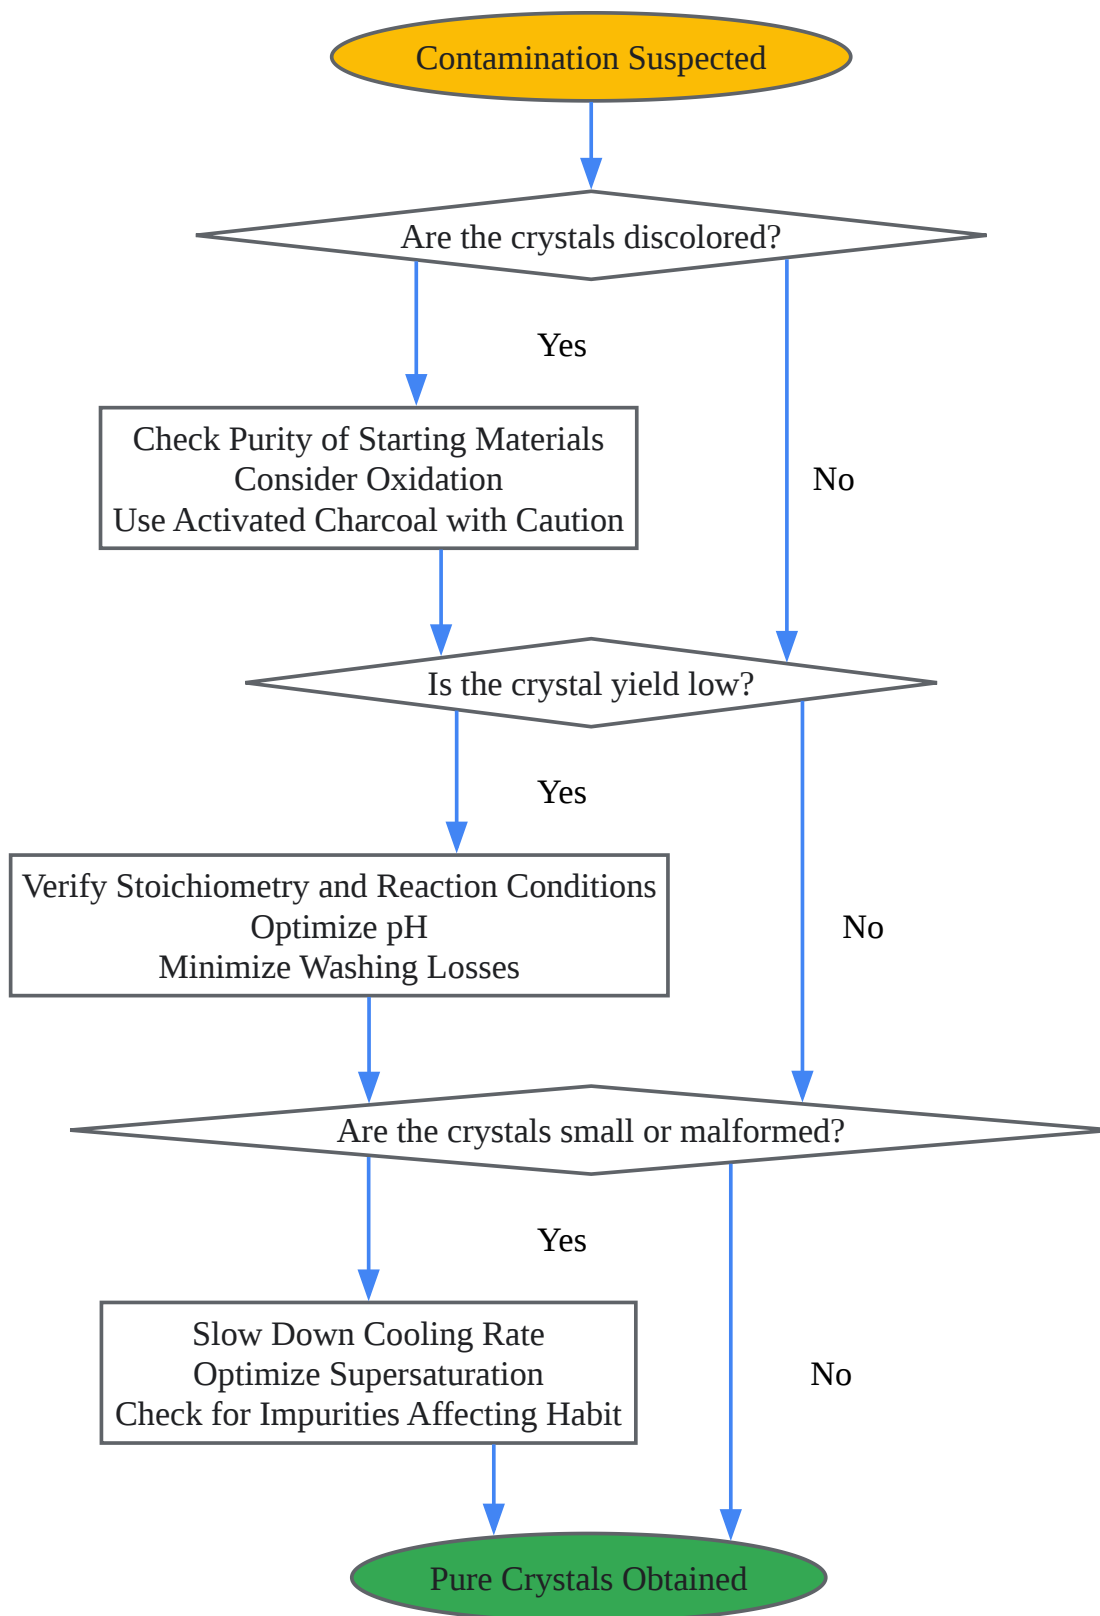 Contamination Suspected
Are the crystals discolored?
Yes
Check Purity of Starting Materials
Consider Oxidation
Use Activated Charcoal with Caution
No
Is the crystal yield low?
Yes
Verify Stoichiometry and Reaction Conditions
Optimize pH
Minimize Washing Losses
No
Are the crystals small or malformed?
Yes
Slow Down Cooling Rate
Optimize Supersaturation
Check for Impurities Affecting Habit
No
Pure Crystals Obtained